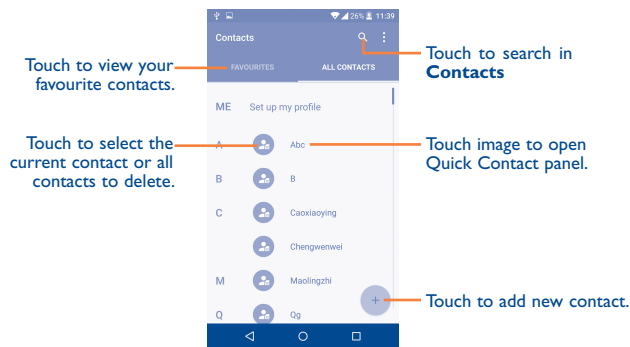 26% 11:39
Contacts
FAVOURITES ALL CONTACTS
ME Set up my profile
A Abc
B B
C Caoxiaoying
Chengwenwei
M Maolingzhi
Q Qg
Touch to view your
favourite contacts.
Touch to select the
current contact or all
contacts to delete.
Touch to search in
Contacts
Touch image to open
Quick Contact panel.
Touch to add new contact.